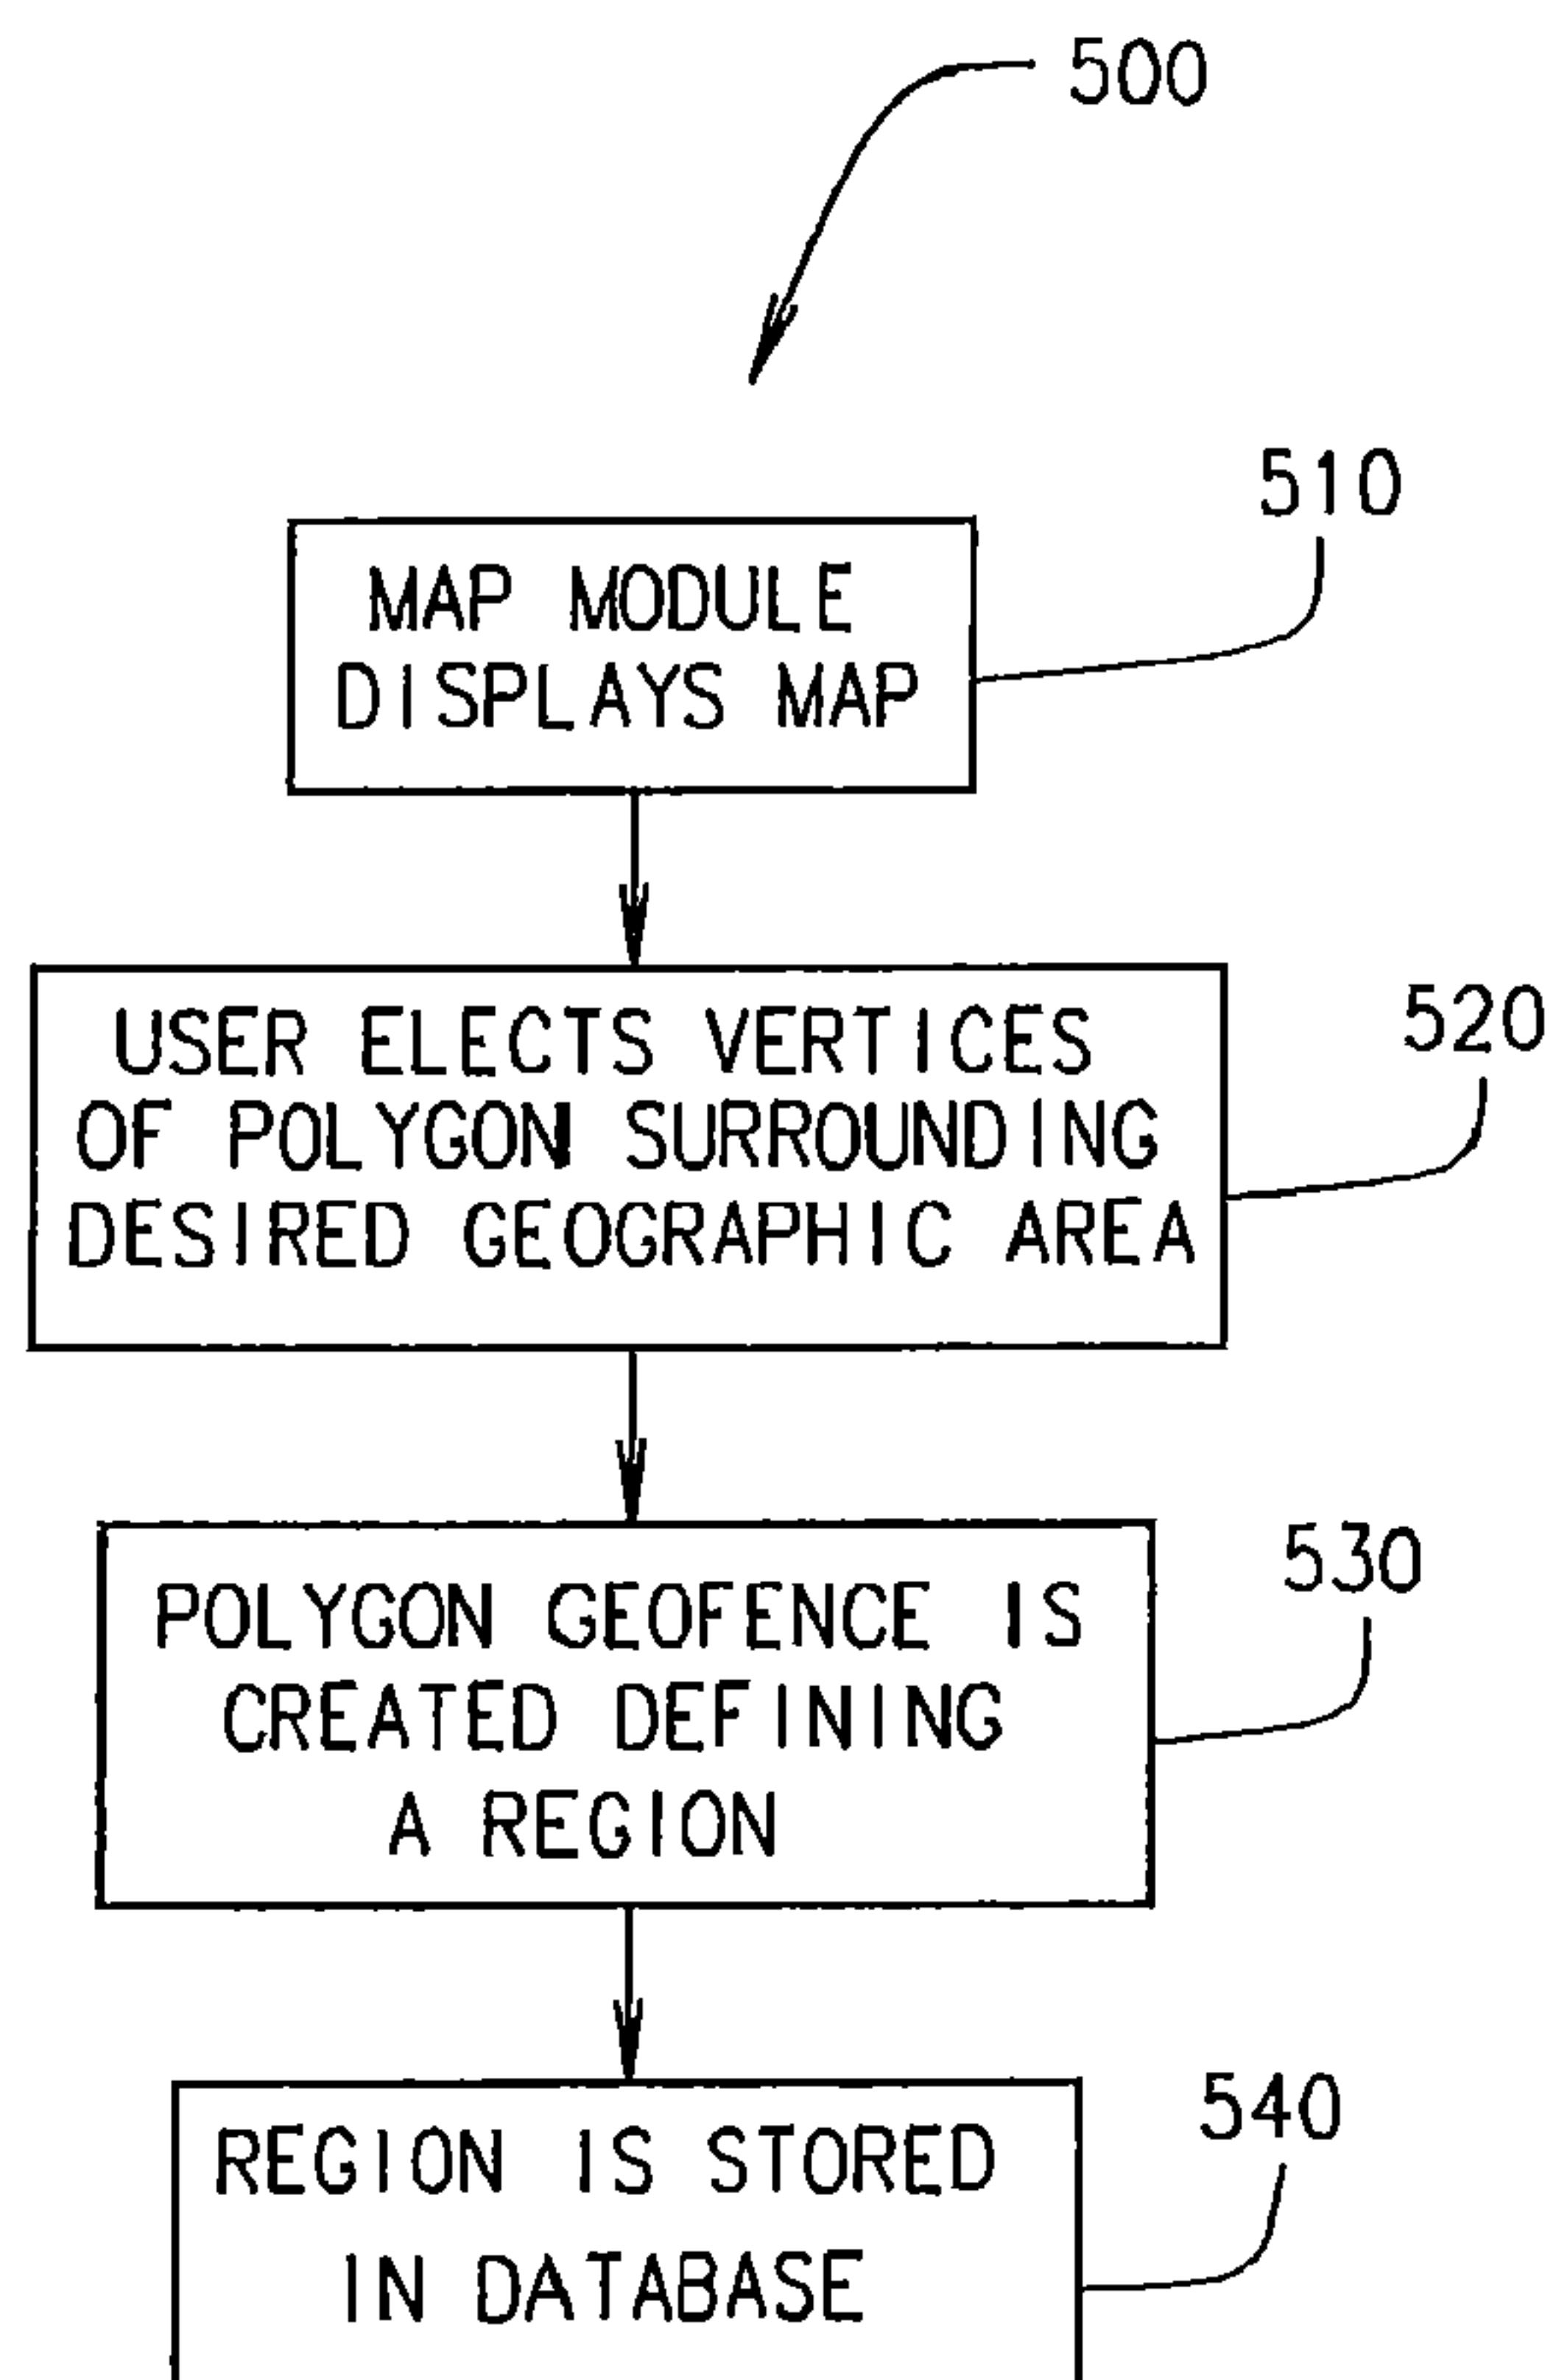 500
510
MAP MODULE
DISPLAYS MAP
520
USER ELECTS VERTICES
OF POLYGON SURROUNDING
DESIRED GEOGRAPHIC AREA
530
POLYGON GEOFENCE IS
CREATED DEFINING
A REGION
540
REGION IS STORED
IN DATABASE